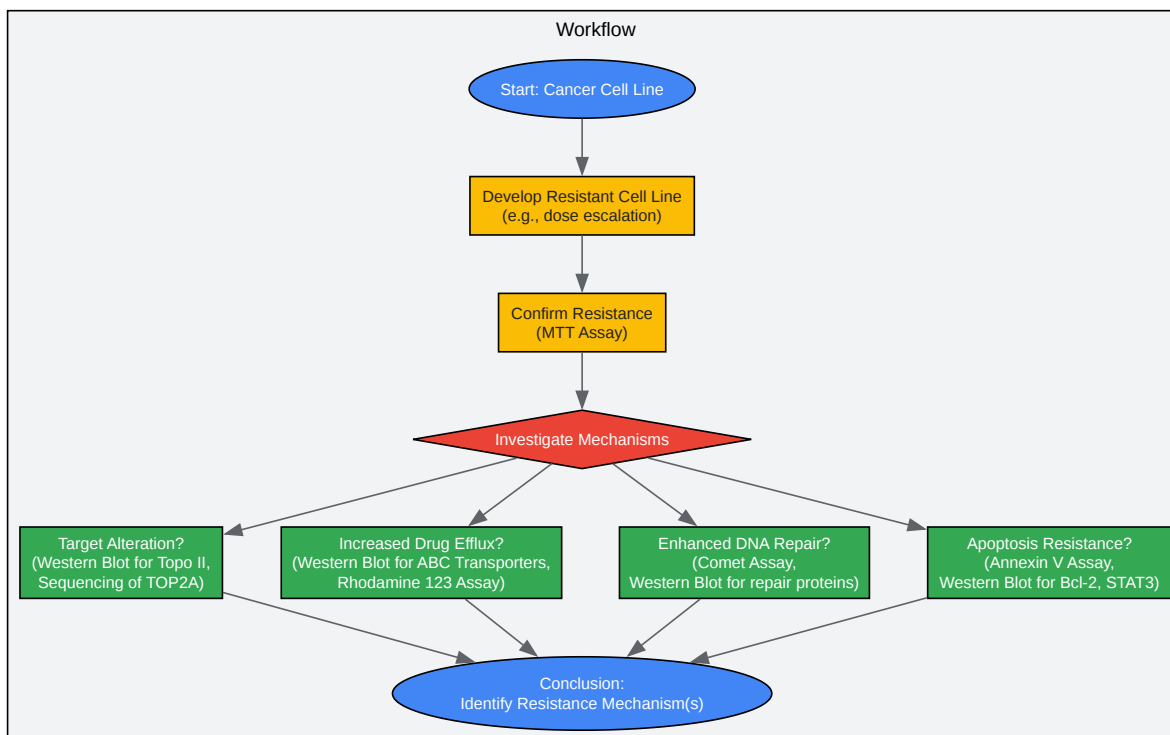 Workflow
Start: Cancer Cell Line
Develop Resistant Cell Line
(e.g., dose escalation)
Confirm Resistance
(MTT Assay)
Investigate Mechanisms
Target Alteration?
(Western Blot for Topo II,
Sequencing of TOP2A)
Increased Drug Efflux?
(Western Blot for ABC Transporters,
Rhodamine 123 Assay)
Enhanced DNA Repair?
(Comet Assay,
Western Blot for repair proteins)
Apoptosis Resistance?
(Annexin V Assay,
Western Blot for Bcl-2, STAT3)
Conclusion:
Identify Resistance Mechanism(s)